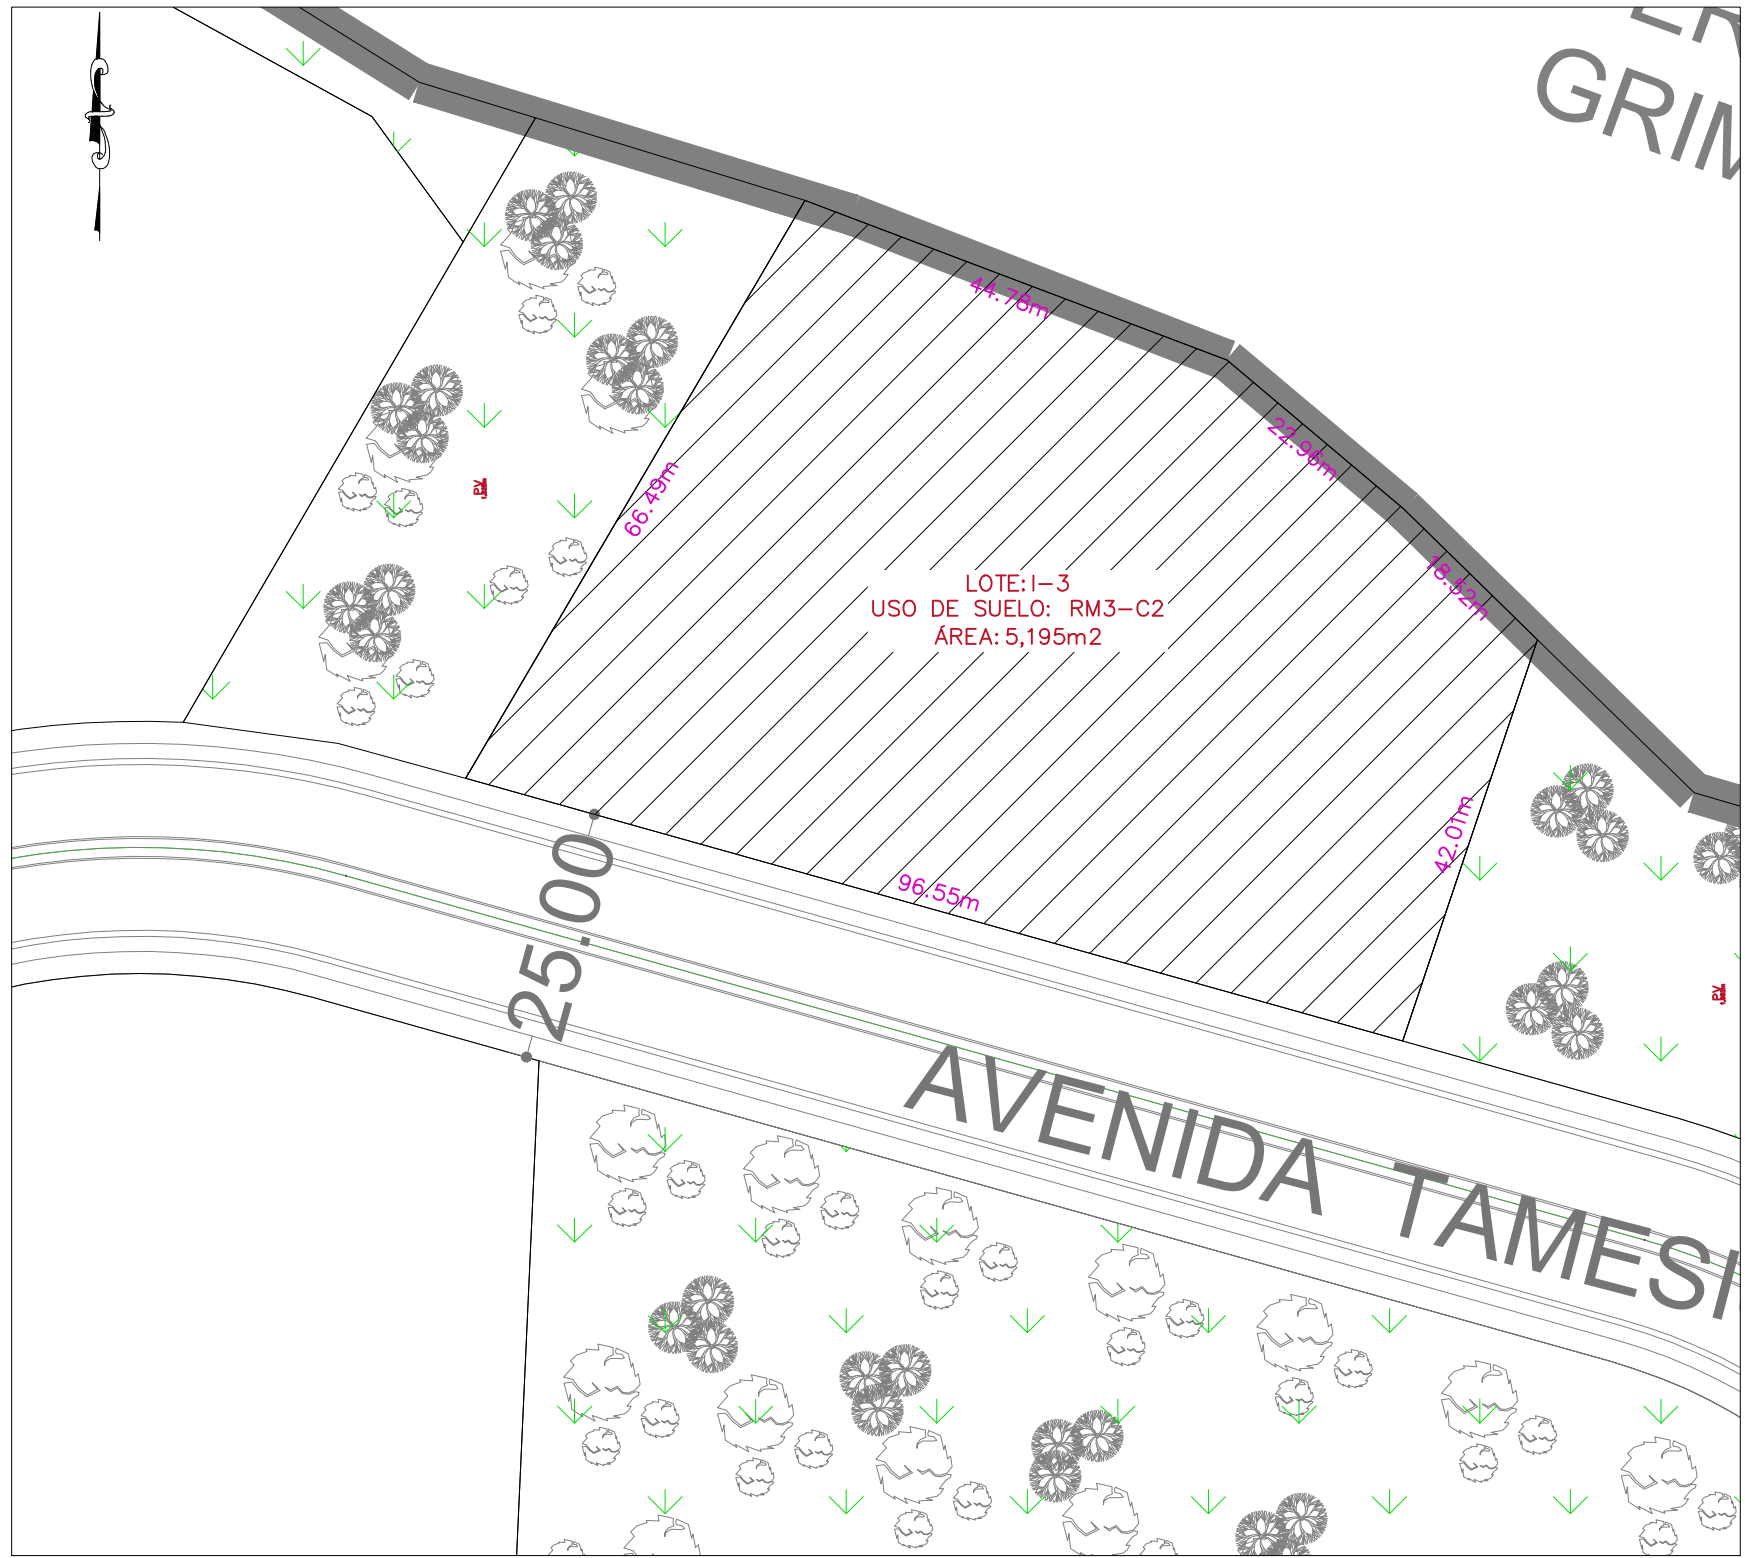 GRIM
44.78m
22.96m
18.52m
66.49m
LOTE:I-3
USO DE SUELO: RM3-C2
ÁREA: 5,195m2
42.01m
96.55m
25.00
AVENIDA TAMESI
P.V.
P.V.